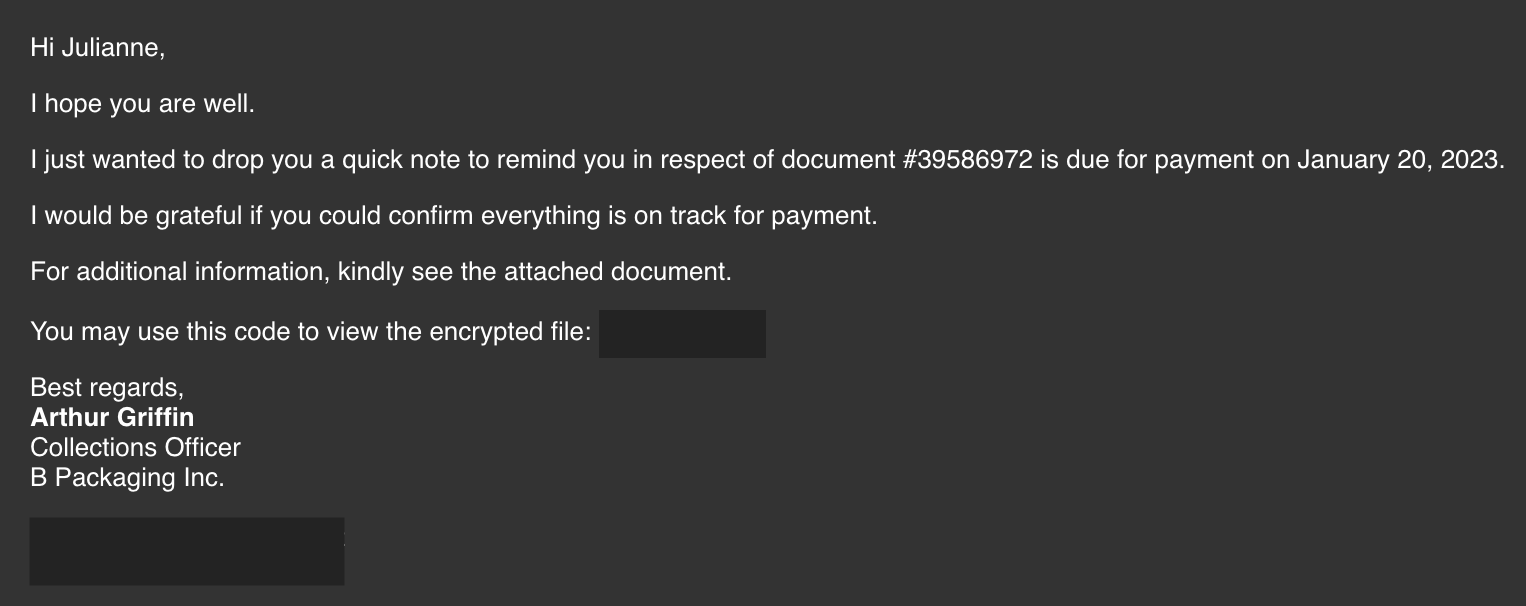 Hi Julianne,
I hope you are well.
I just wanted to drop you a quick note to remind you in respect of document #39586972 is due for payment on January 20, 2023.
I would be grateful if you could confirm everything is on track for payment.
For additional information, kindly see the attached document.
You may use this code to view the encrypted file:
Best regards,
Arthur Griffin
Collections Officer
B Packaging Inc.